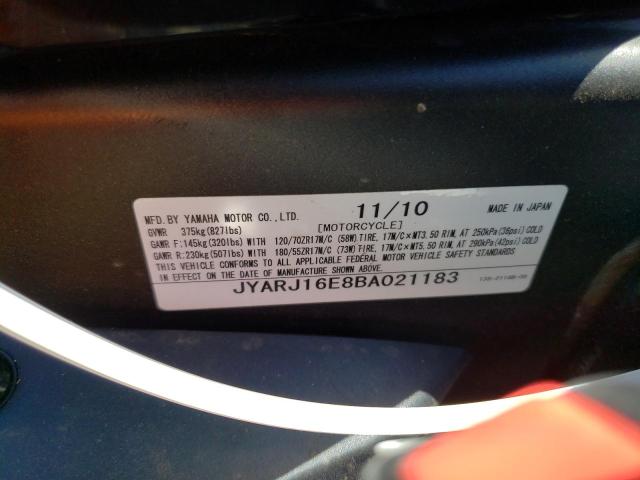 MFD.BY YAMAHA MOTOR CO.,LTD. 11/10 MADE IN JAPAN
GVWR 375kg(827lbs) [MOTORCYCLE]
GAWR F:145kg(320lbs)WITH 120/70ZR17M/C (58W)TIRE, 17M/C×MT3.50 RIM, AT 250kPa(36psi)COLD
GAWR R:230kg(507lbs)WITH 180/55ZR17M/C (73W)TIRE, 17M/C×MT5.50 RIM, AT 290kPa(42psi)COLD
THIS VEHICLE CONFORMS TO ALL APPLICABLE FEDERAL MOTOR VEHICLE SAFETY STANDARDS
IN EFFECT ON THE DATE OF MANUFACTURE SHOWN ABOVE.
JYARJ16E8BA021183